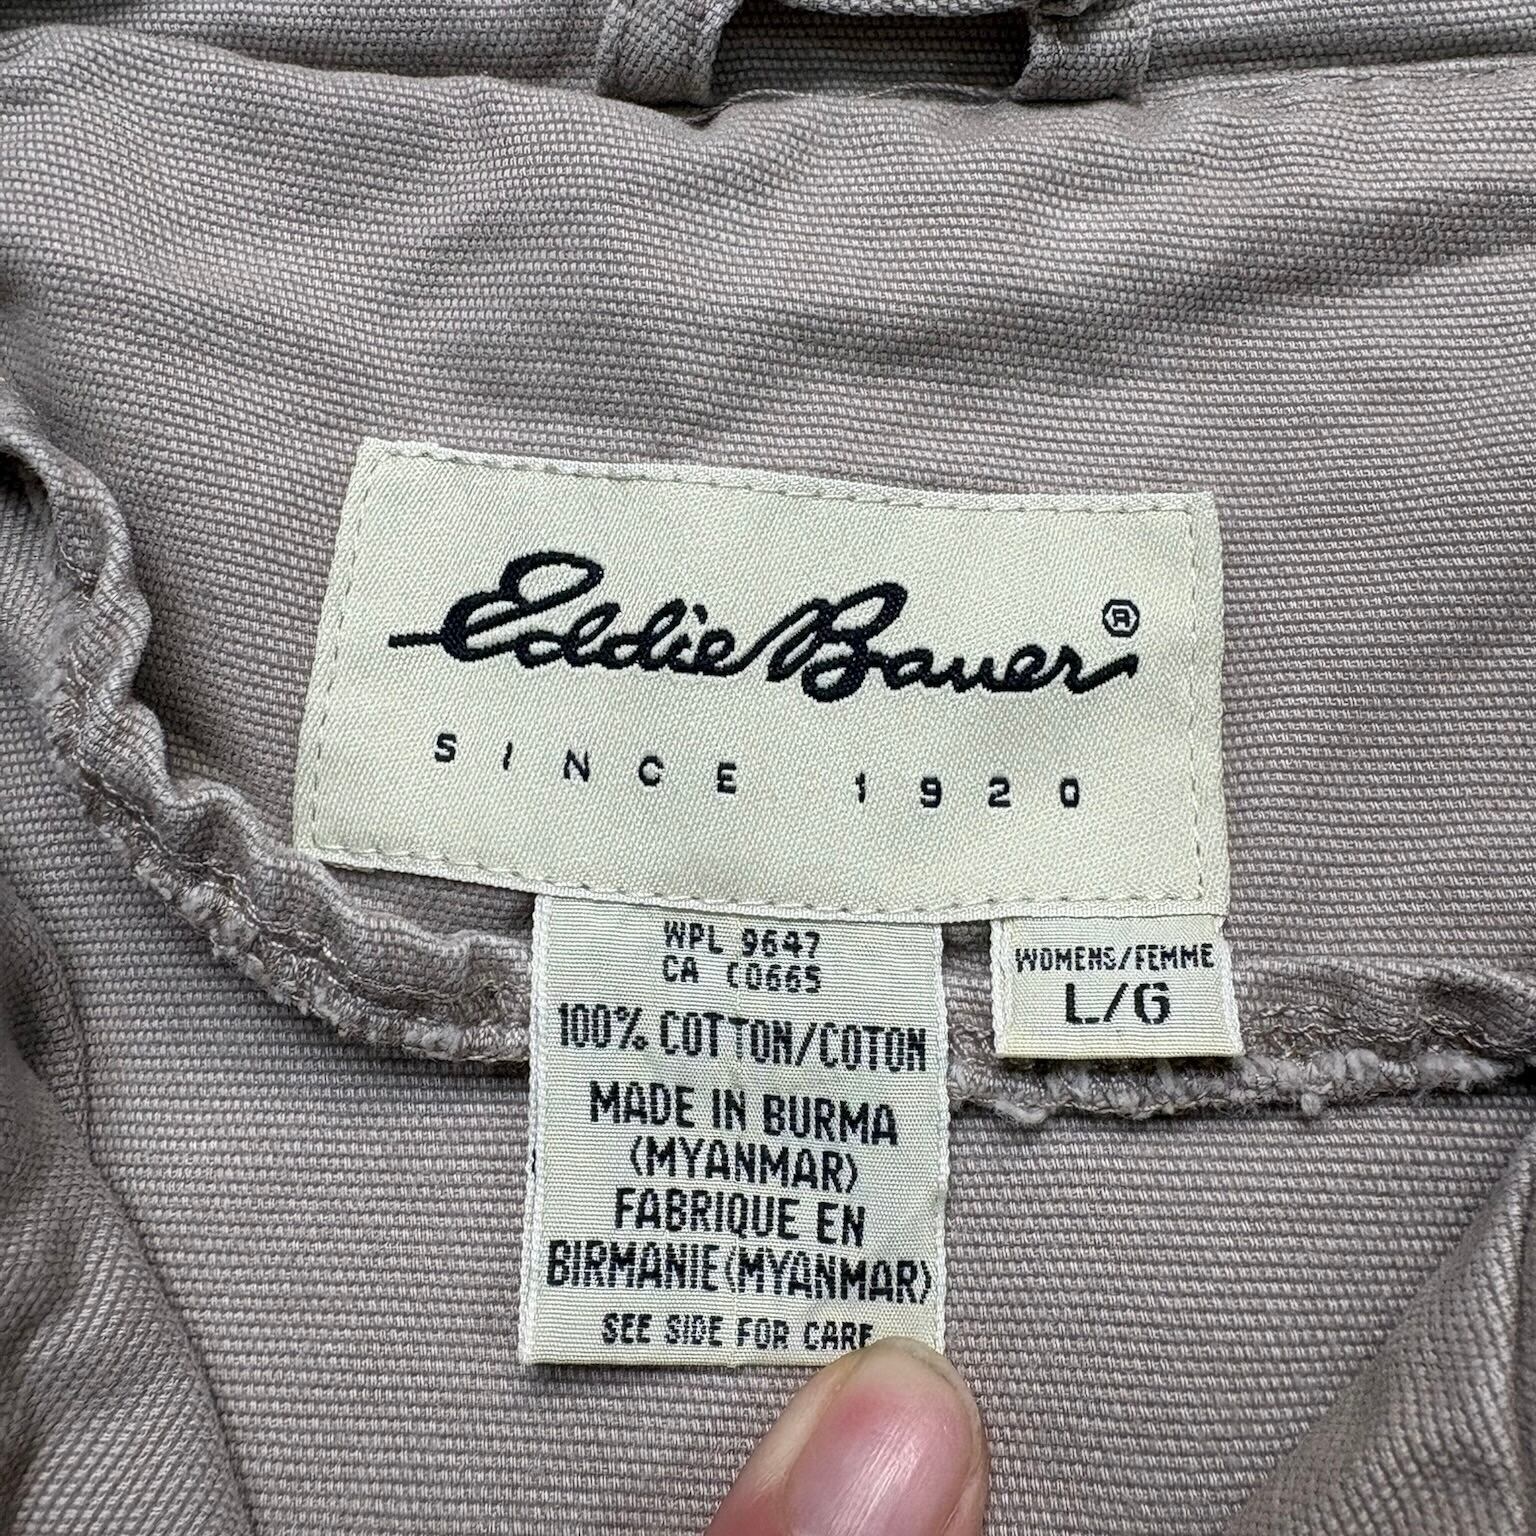 Eddie Bauer®
SINCE 1920
WPL 9647
CA C0665
100% COTTON/COTON
MADE IN BURMA
(MYANMAR)
FABRIQUE EN
BIRMANIE (MYANMAR)
SEE SIDE FOR CARE
WOMENS/FEMME
L/G